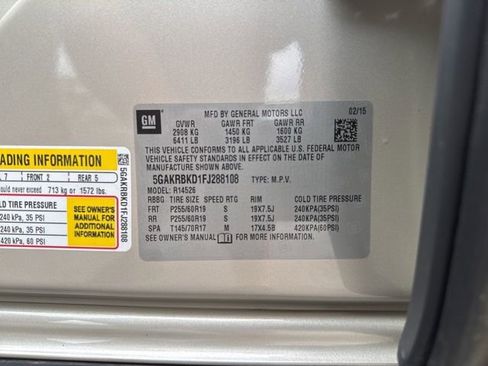 GM
MFD BY GENERAL MOTORS LLC 02/15
GVWR GAWR FRT GAWR RR
2908 KG 1450 KG 1600 KG
6411 LB 3196 LB 3527 LB
THIS VEHICLE CONFORMS TO ALL APPLICABLE U.S. FEDERAL MOTOR
VEHICLE SAFETY STANDARDS IN EFFECT ON THE DATE OF
MANUFACTURE SHOWN ABOVE.
5GAKRBKD1FJ288108 TYPE: M.P.V.
MODEL: R14526
RBBG TIRE SIZE SPEED RTG RIM COLD TIRE PRESSURE
FRT P255/60R19 S 19X7.5J 240KPA(35PSI)
RR P255/60R19 S 19X7.5J 240KPA(35PSI)
SPA T145/70R17 M 17X4.5B 420KPA(60PSI)
SEE OWNER'S MANUAL FOR MORE INFORMATION.
ADING INFORMATION
7 FRONT 2 REAR 5
ould never exceed 713 kg or 1572 lbs.
LD TIRE PRESSURE
240 kPa, 35 PSI
240 kPa, 35 PSI
420 kPa, 60 PSI
SEE OWNER'S
MANUAL FOR
ADDITIONAL
INFORMATION
5GAKRBKD1FJ288108